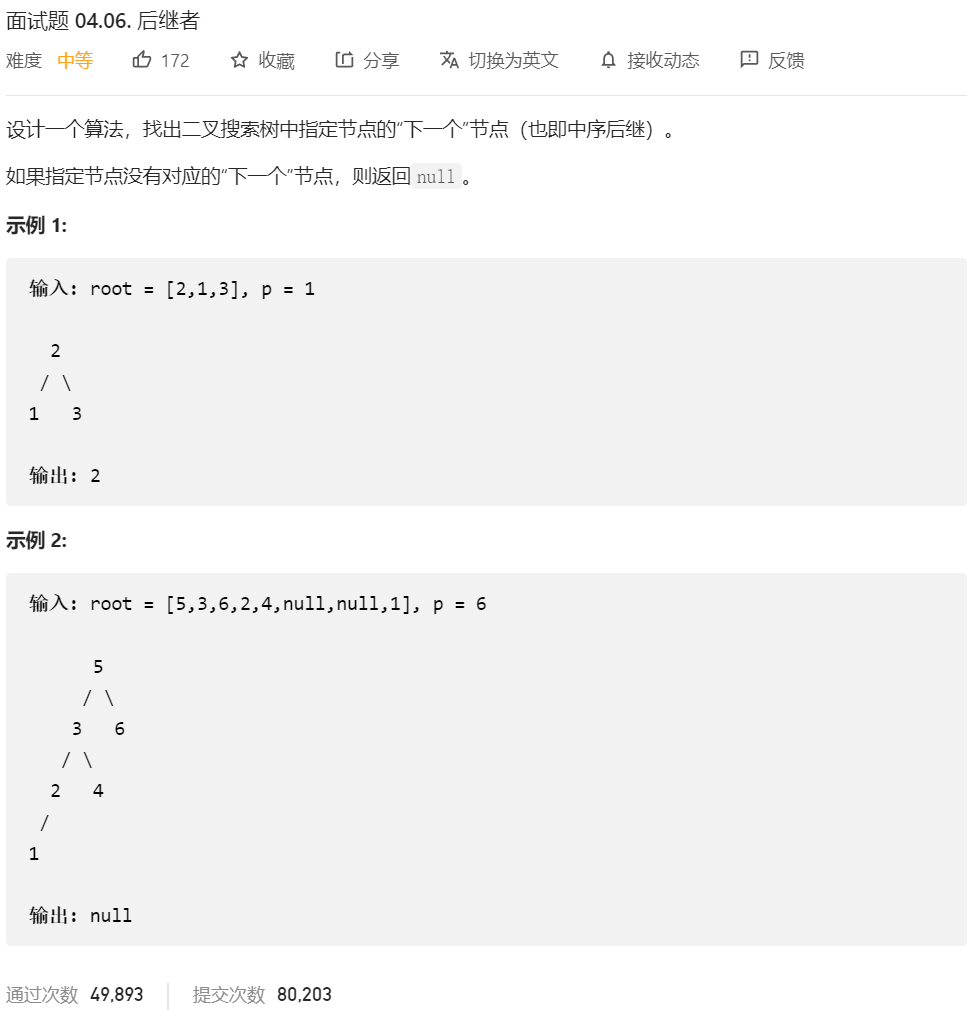 面试题 04.06. 后继者
难度 中等 172 收藏 分享 切换为英文 接收动态 反馈
设计一个算法，找出二叉搜索树中指定节点的“下一个”节点（也即中序后继）。
如果指定节点没有对应的“下一个”节点，则返回 null 。
示例 1:
输入: root = [2,1,3], p = 1
2
/ \
1 3
输出: 2
示例 2:
输入: root = [5,3,6,2,4,null,null,1], p = 6
5
/ \
3 6
/ \
2 4
/
1
输出: null
通过次数 49,893 提交次数 80,203